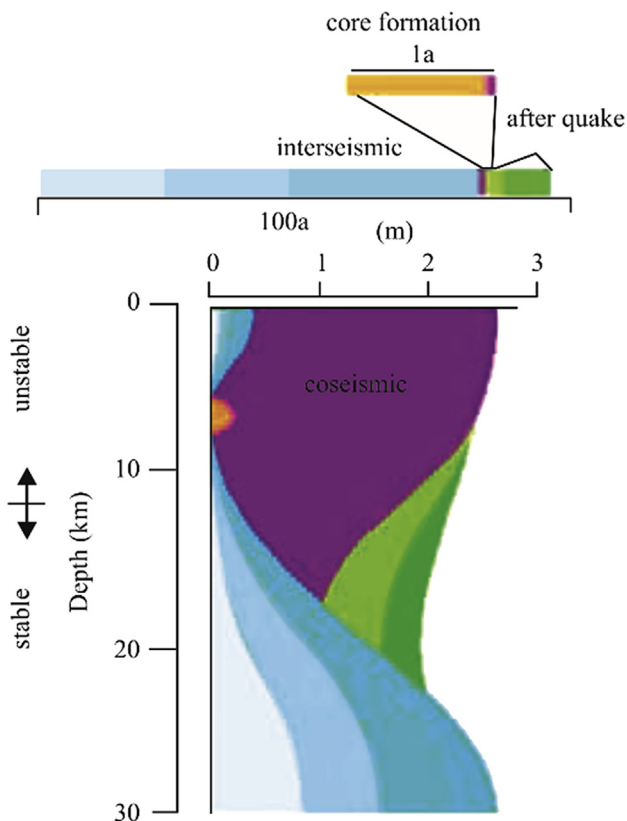 core formation
1a
after quake
interseismic
100a
(m)
0 1 2 3
0
unstable
coseismic
10
Depth (km)
stable
20
30